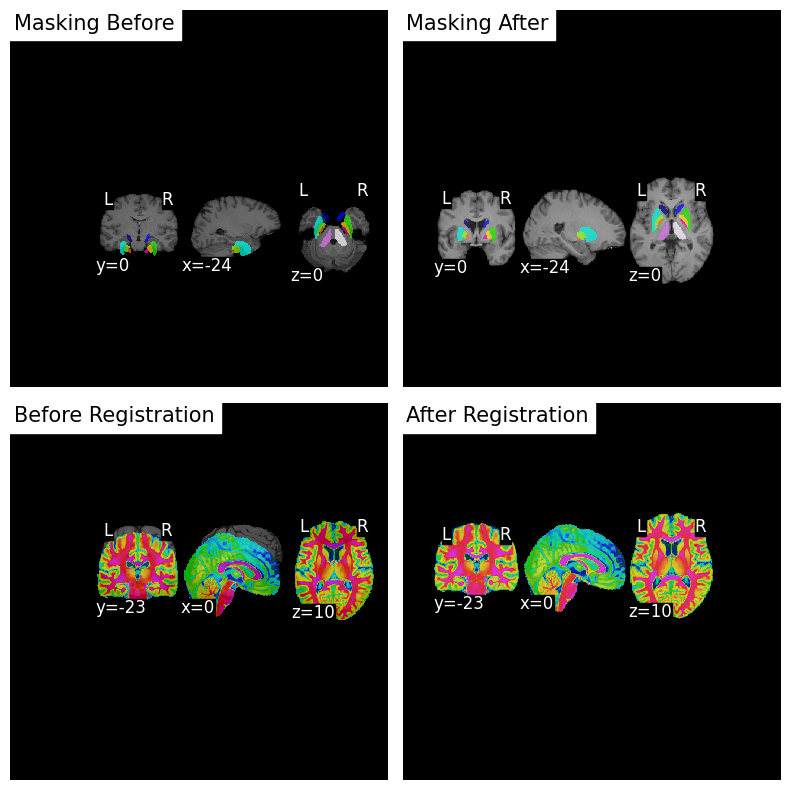 Masking Before
L R L R
y=0 x=-24 z=0
Masking After
L R L R
y=0 x=-24 z=0
Before Registration
L R L R
y=-23 x=0 z=10
After Registration
L R L R
y=-23 x=0 z=10